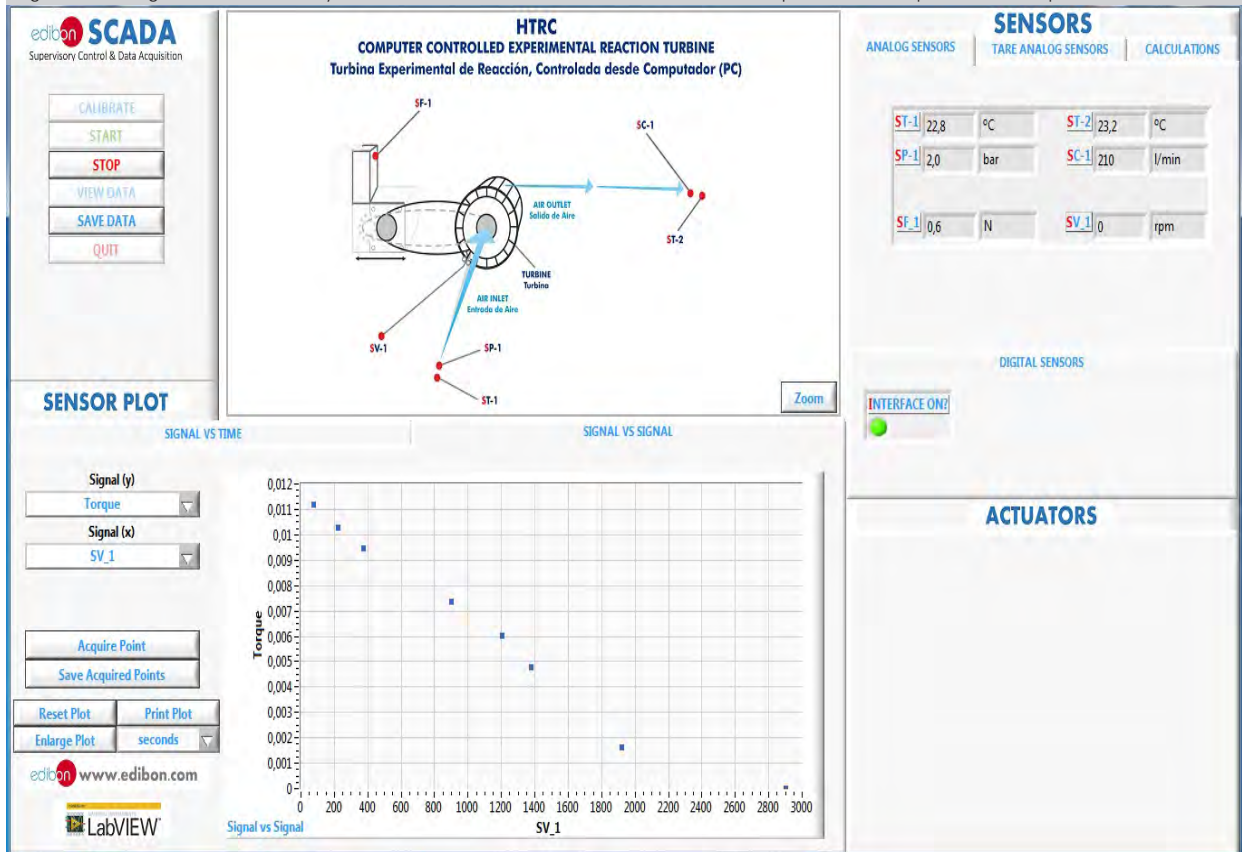 edibon SCADA
Supervisory Control & Data Acquisition
CALIBRATE
START
STOP
VIEW DATA
SAVE DATA
QUIT
HTRC
COMPUTER CONTROLLED EXPERIMENTAL REACTION TURBINE
Turbina Experimental de Reacción, Controlada desde Computador (PC)
SF-1
SC-1
AIR OUTLET
Salida de Aire
ST-2
TURBINE
Turbina
AIR INLET
Entrada de Aire
SV-1
SP-1
ST-1
Zoom
SENSORS
ANALOG SENSORS
TARE ANALOG SENSORS
CALCULATIONS
ST-1 22,8 ºC ST-2 23,2 ºC
SP-1 2,0 bar SC-1 210 l/min
SF_1 0,6 N SV_1 0 rpm
DIGITAL SENSORS
INTERFACE ON?
ACTUATORS
SENSOR PLOT
SIGNAL VS TIME
SIGNAL VS SIGNAL
Signal (y)
Torque
Signal (x)
SV_1
Acquire Point
Save Acquired Points
Reset Plot Print Plot
Enlarge Plot seconds
edibon www.edibon.com
LabVIEW
Torque
0,012
0,011
0,01
0,009
0,008
0,007
0,006
0,005
0,004
0,003
0,002
0,001
0
0 200 400 600 800 1000 1200 1400 1600 1800 2000 2200 2400 2600 2800 3000
SV_1
Signal vs Signal